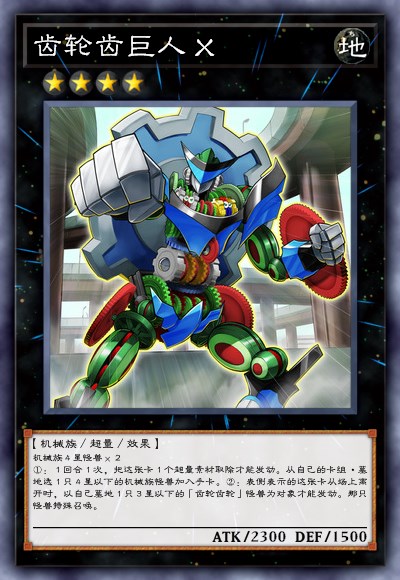 齿轮齿巨人 X
地
【机械族／超量／效果】
机械族４星怪兽×２
①：１回合１次，把这张卡１个超量素材取除才能发动。从自己的卡组・墓
地选１只４星以下的机械族怪兽加入手卡。②：表侧表示的这张卡从场上离
开时，以自己墓地１只３星以下的「齿轮齿轮」怪兽为对象才能发动。那只
怪兽特殊召唤。
ATK/2300 DEF/1500